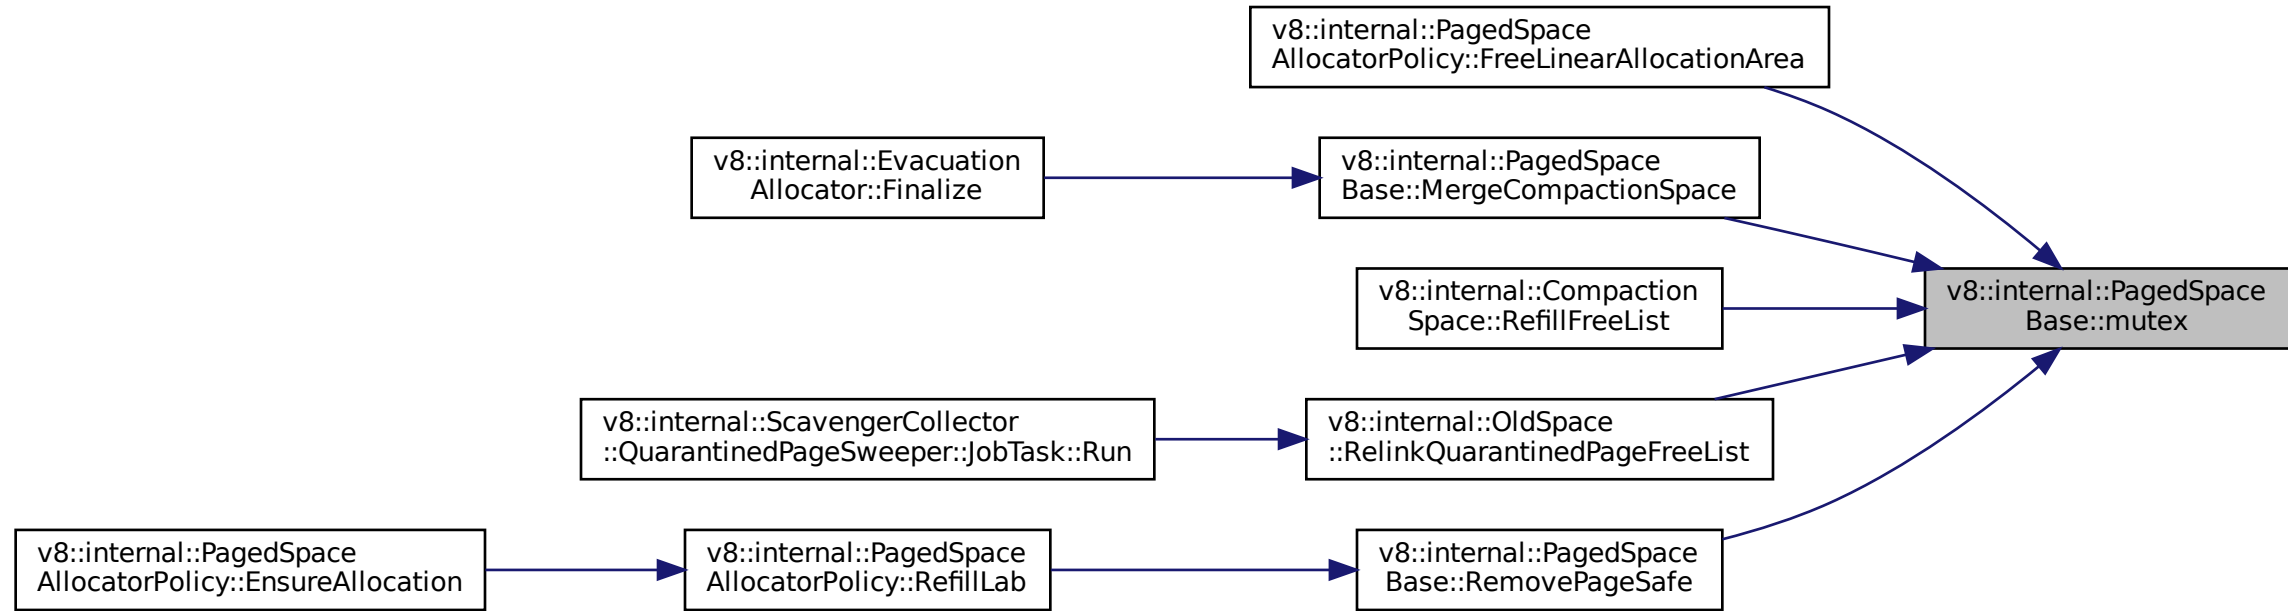 v8::internal::PagedSpace
AllocatorPolicy::FreeLinearAllocationArea
v8::internal::Evacuation
Allocator::Finalize
v8::internal::PagedSpace
Base::MergeCompactionSpace
v8::internal::Compaction
Space::RefillFreeList
v8::internal::PagedSpace
Base::mutex
v8::internal::ScavengerCollector
::QuarantinedPageSweeper::JobTask::Run
v8::internal::OldSpace
::RelinkQuarantinedPageFreeList
v8::internal::PagedSpace
AllocatorPolicy::EnsureAllocation
v8::internal::PagedSpace
AllocatorPolicy::RefillLab
v8::internal::PagedSpace
Base::RemovePageSafe